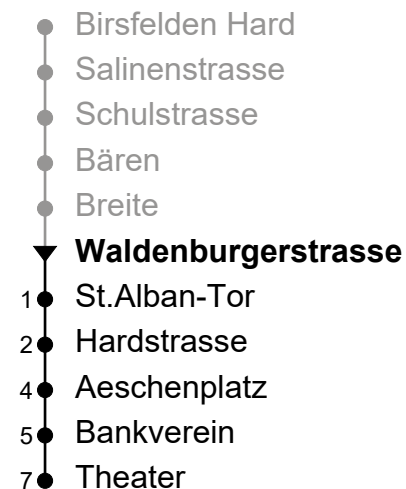 Birsfelden Hard
Salinenstrasse
Schulstrasse
Bären
Breite
Waldenburgerstrasse
1 St.Alban-Tor
2 Hardstrasse
4 Aeschenplatz
5 Bankverein
7 Theater